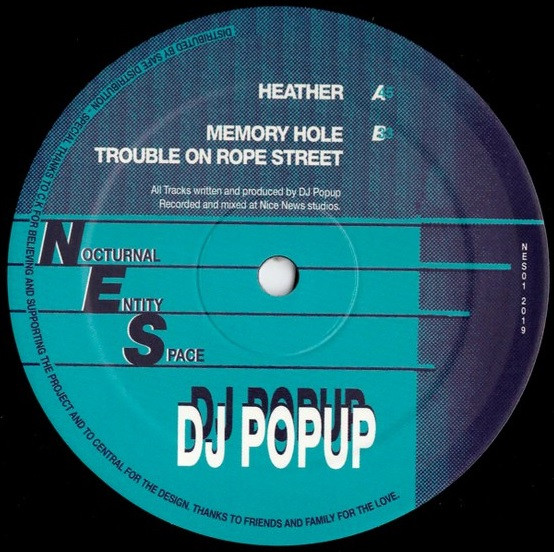 HEATHER A 45
MEMORY HOLE B 33
TROUBLE ON ROPE STREET
All Tracks written and produced by DJ Popup
Recorded and mixed at Nice News studios.
NOCTURNAL
ENTITY
SPACE
NES01 2019
DJ POPUP
DISTRIBUTED BY SAFE DISTRIBUTION - SPECIAL THANKS TO C.K FOR BELIEVING AND SUPPORTING THE PROJECT AND TO CENTRAL FOR THE DESIGN. THANKS TO FRIENDS AND FAMILY FOR THE LOVE.